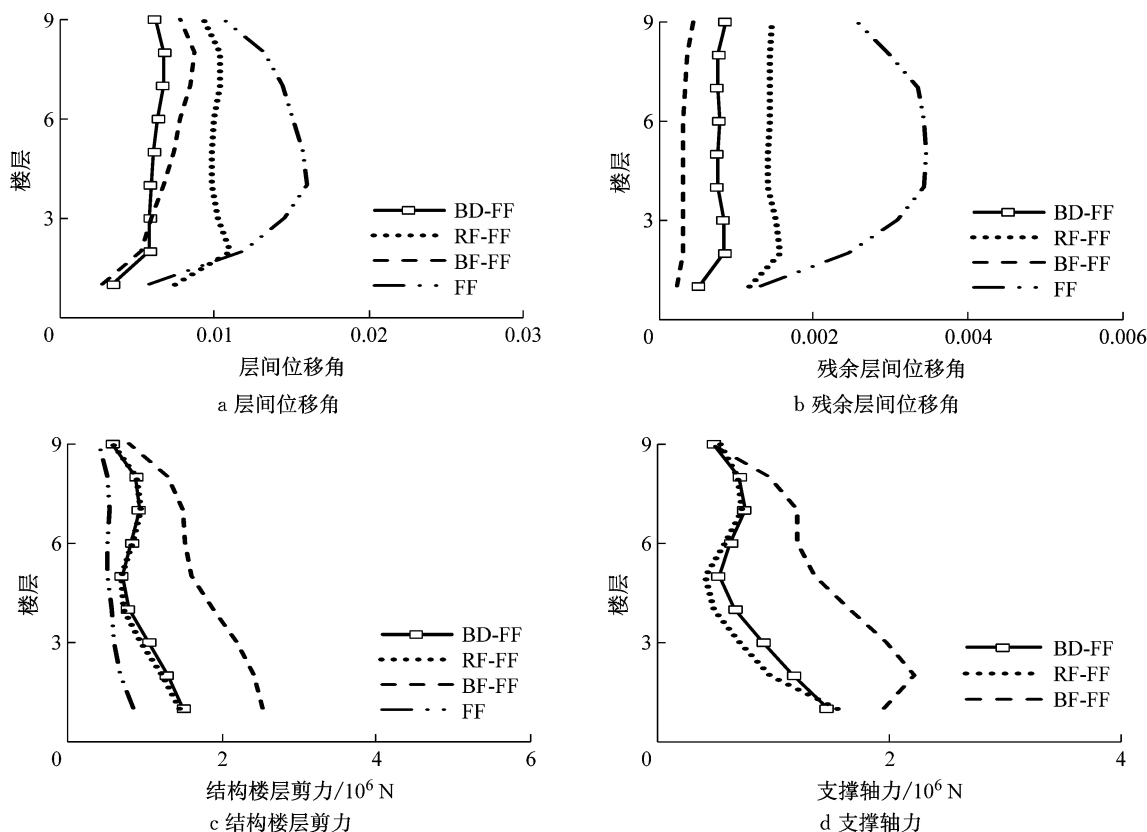 9
6
3
0
楼层
BD-FF
RF-FF
BF-FF
FF
0.01
0.02
0.03
层间位移角
a 层间位移角
9
6
3
0
楼层
BD-FF
RF-FF
BF-FF
FF
0.002
0.004
0.006
残余层间位移角
b 残余层间位移角
9
6
3
0
楼层
BD-FF
RF-FF
BF-FF
FF
2
4
6
结构楼层剪力/10⁶ N
c 结构楼层剪力
9
6
3
0
楼层
BD-FF
RF-FF
BF-FF
2
4
支撑轴力/10⁶ N
d 支撑轴力